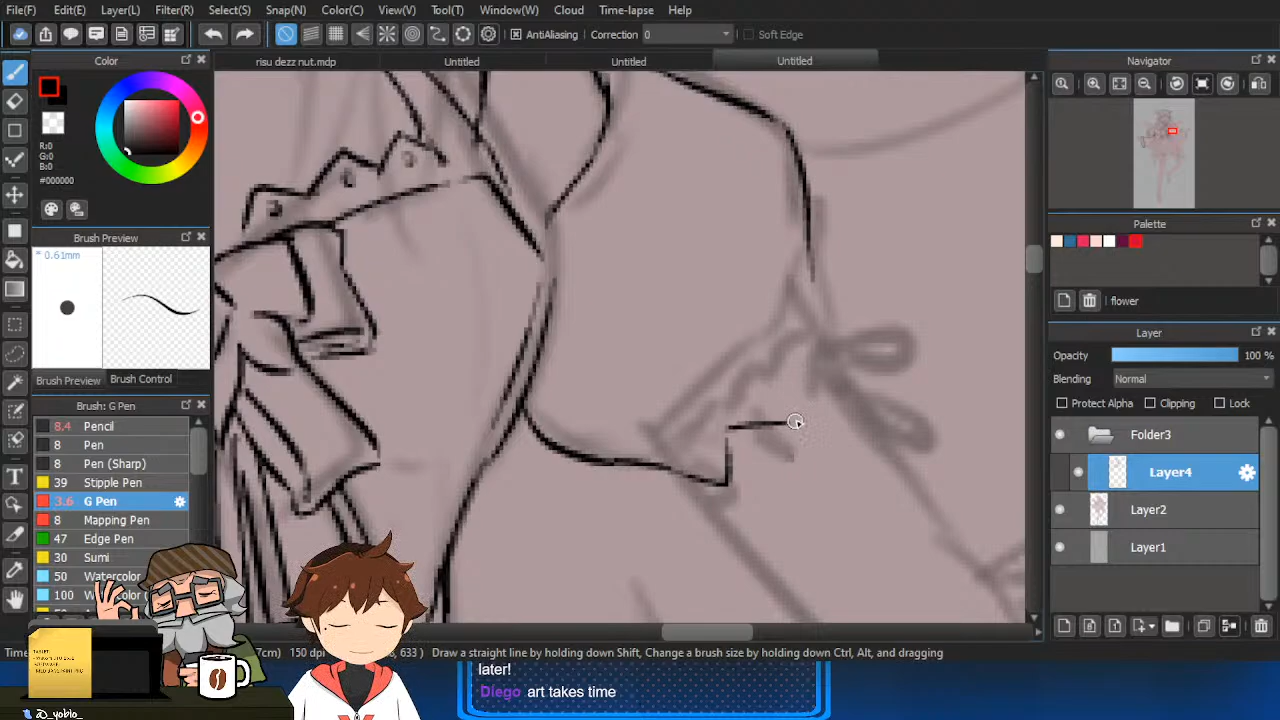 File(F) Edit(E) Layer(L) Filter(R) Select(S) Snap(N) Color(C) View(V) Tool(T) Window(W) Cloud Time-lapse Help
AntiAliasing Correction 0 Soft Edge
Color
risu dezz nut.mdp Untitled Untitled Untitled
Navigator
R:0
G:0
B:0
#000000
Brush Preview
0.61mm
Brush Preview Brush Control
Brush: G Pen
8.4 Pencil
8 Pen
8 Pen (Sharp)
39 Stipple Pen
3.6 G Pen
8 Mapping Pen
47 Edge Pen
30 Sumi
50 Watercolor
100
Palette
flower
Layer
Opacity 100 %
Blending Normal
Protect Alpha Clipping Lock
Folder3
Layer4
Layer2
Layer1
150 dpi
633 ) Draw a straight line by holding down Shift, Change a brush size by holding down Ctrl, Alt, and dragging
later!
Diego art takes time